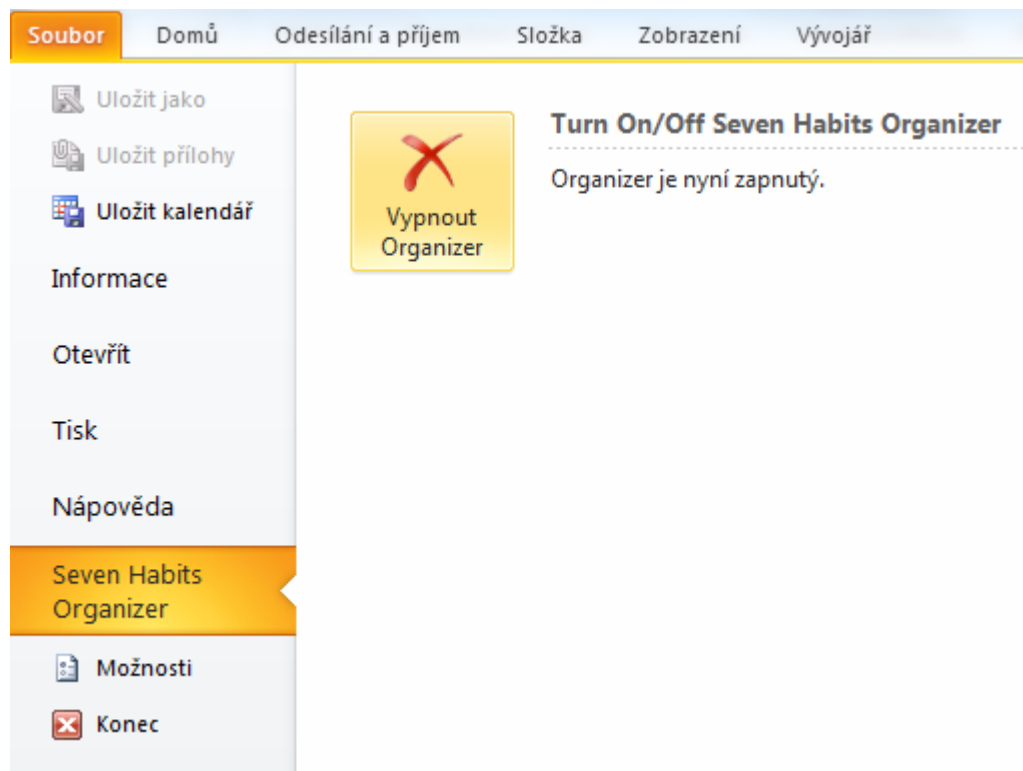 Soubor Domů Odesílání a příjem Složka Zobrazení Vývojář
Uložit jako
Uložit přílohy
Uložit kalendář
Informace
Otevřít
Tisk
Nápověda
Seven Habits
Organizer
Možnosti
Konec
Vypnout
Organizer
Turn On/Off Seven Habits Organizer
Organizer je nyní zapnutý.